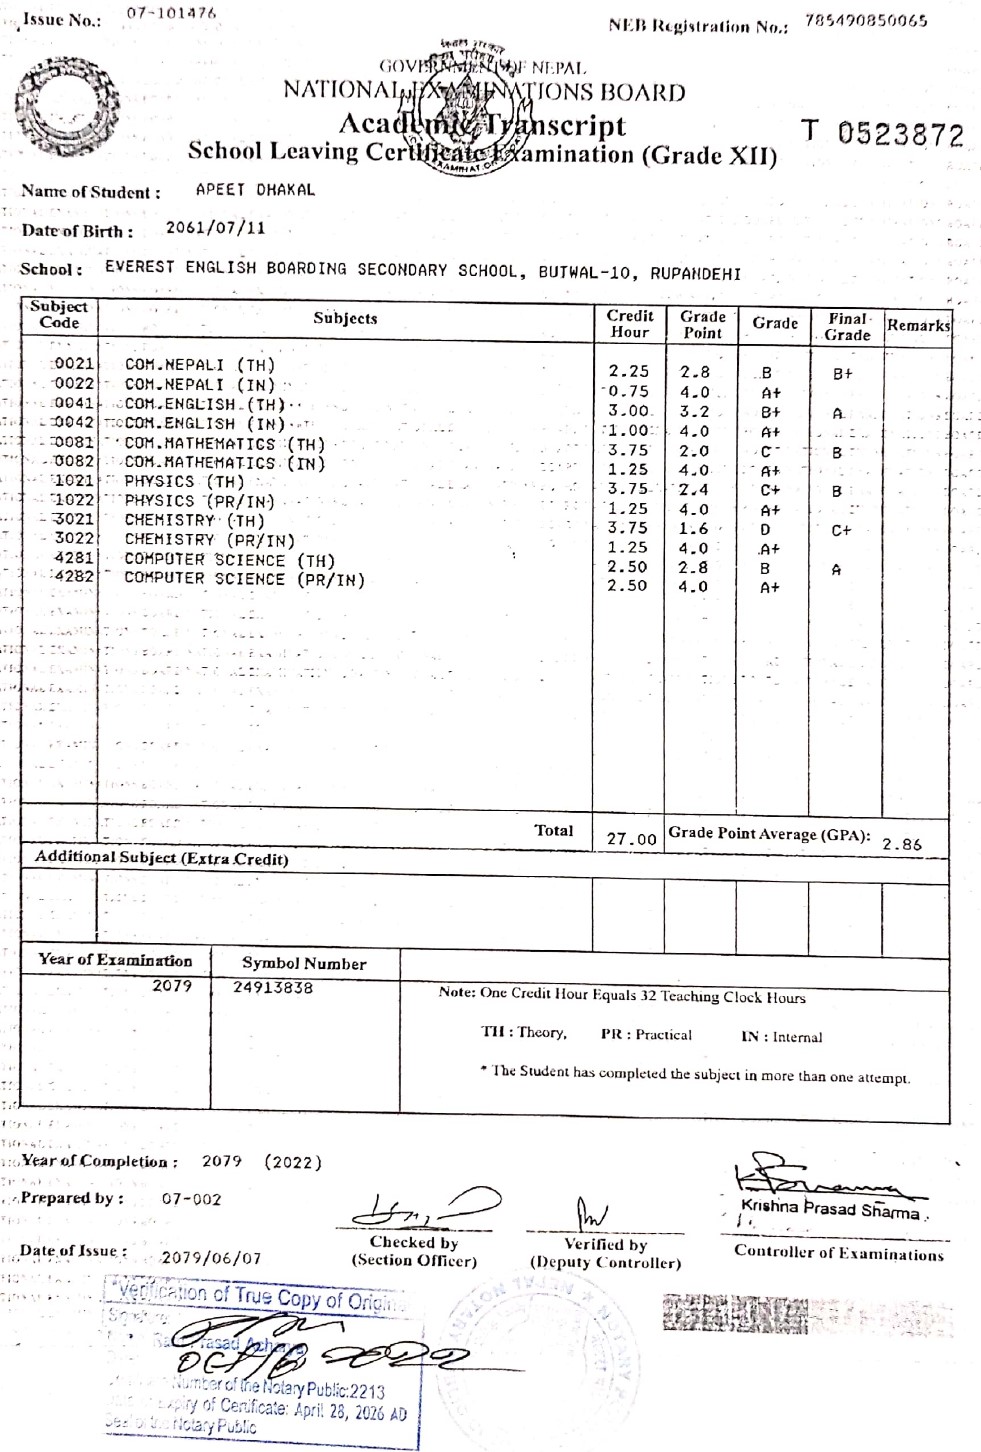 Issue No.: 07-101476
NEB Registration No.: 785490850065
GOVERNMENT OF NEPAL
NATIONAL EXAMINATIONS BOARD
Academic Transcript
T 0523872
School Leaving Certificate Examination (Grade XII)
Name of Student : APEET DHAKAL
Date of Birth : 2061/07/11
School : EVEREST ENGLISH BOARDING SECONDARY SCHOOL, BUTWAL-10, RUPANDEHI
Subject Code Subjects Credit Hour Grade Point Grade Final Grade Remarks
0021 COM.NEPALI (TH) 2.25 2.8 B B+
0022 COM.NEPALI (IN) 0.75 4.0 A+
0041 COM.ENGLISH (TH) 3.00 3.2 B+ A
0042 COM.ENGLISH (IN) 1.00 4.0 A+
0081 COM.MATHEMATICS (TH) 3.75 2.0 C B
0082 COM.MATHEMATICS (IN) 1.25 4.0 A+
1021 PHYSICS (TH) 3.75 2.4 C+ B
1022 PHYSICS (PR/IN) 1.25 4.0 A+
3021 CHEMISTRY (TH) 3.75 1.6 D C+
3022 CHEMISTRY (PR/IN) 1.25 4.0 A+
4281 COMPUTER SCIENCE (TH) 2.50 2.8 B A
4282 COMPUTER SCIENCE (PR/IN) 2.50 4.0 A+
Total 27.00 Grade Point Average (GPA): 2.86
Additional Subject (Extra Credit)
Year of Examination Symbol Number
2079 24913838 Note: One Credit Hour Equals 32 Teaching Clock Hours
TH : Theory, PR : Practical IN : Internal
* The Student has completed the subject in more than one attempt.
Year of Completion : 2079 (2022)
Prepared by : 07-002
Krishna Prasad Sharma
Checked by
(Section Officer)
Verified by
(Deputy Controller)
Controller of Examinations
Date of Issue : 2079/06/07
Verification of True Copy of
Prasad Acharya
2022
Number of the Notary Public:2213
Expiry of Certificate: April 28, 2026 AD
Notary Public